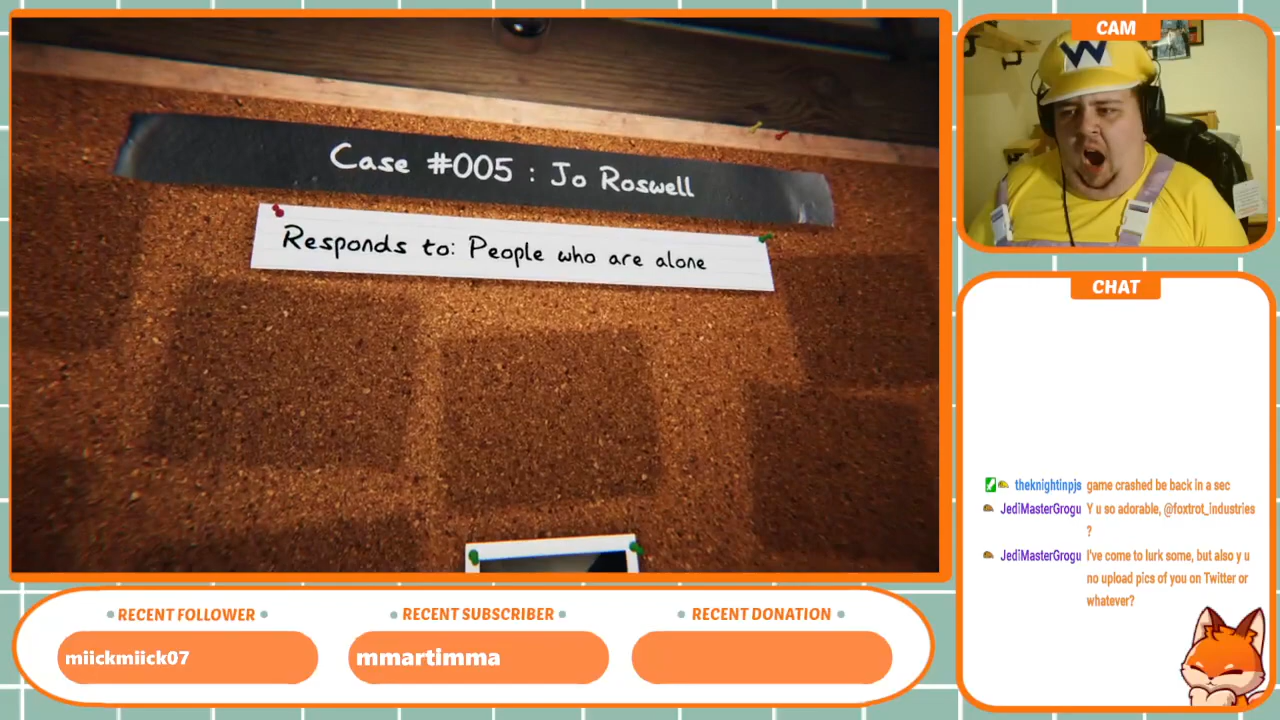 Case #005 : Jo Roswell
Responds to: People who are alone
CAM
W
CHAT
theknightinpjs game crashed be back in a sec
JediMasterGrogu Y u so adorable, @foxtrot_industries
?
JediMasterGrogu I've come to lurk some, but also y u
no upload pics of you on Twitter or
whatever?
RECENT FOLLOWER
RECENT SUBSCRIBER
RECENT DONATION
miickmiick07
mmartimma